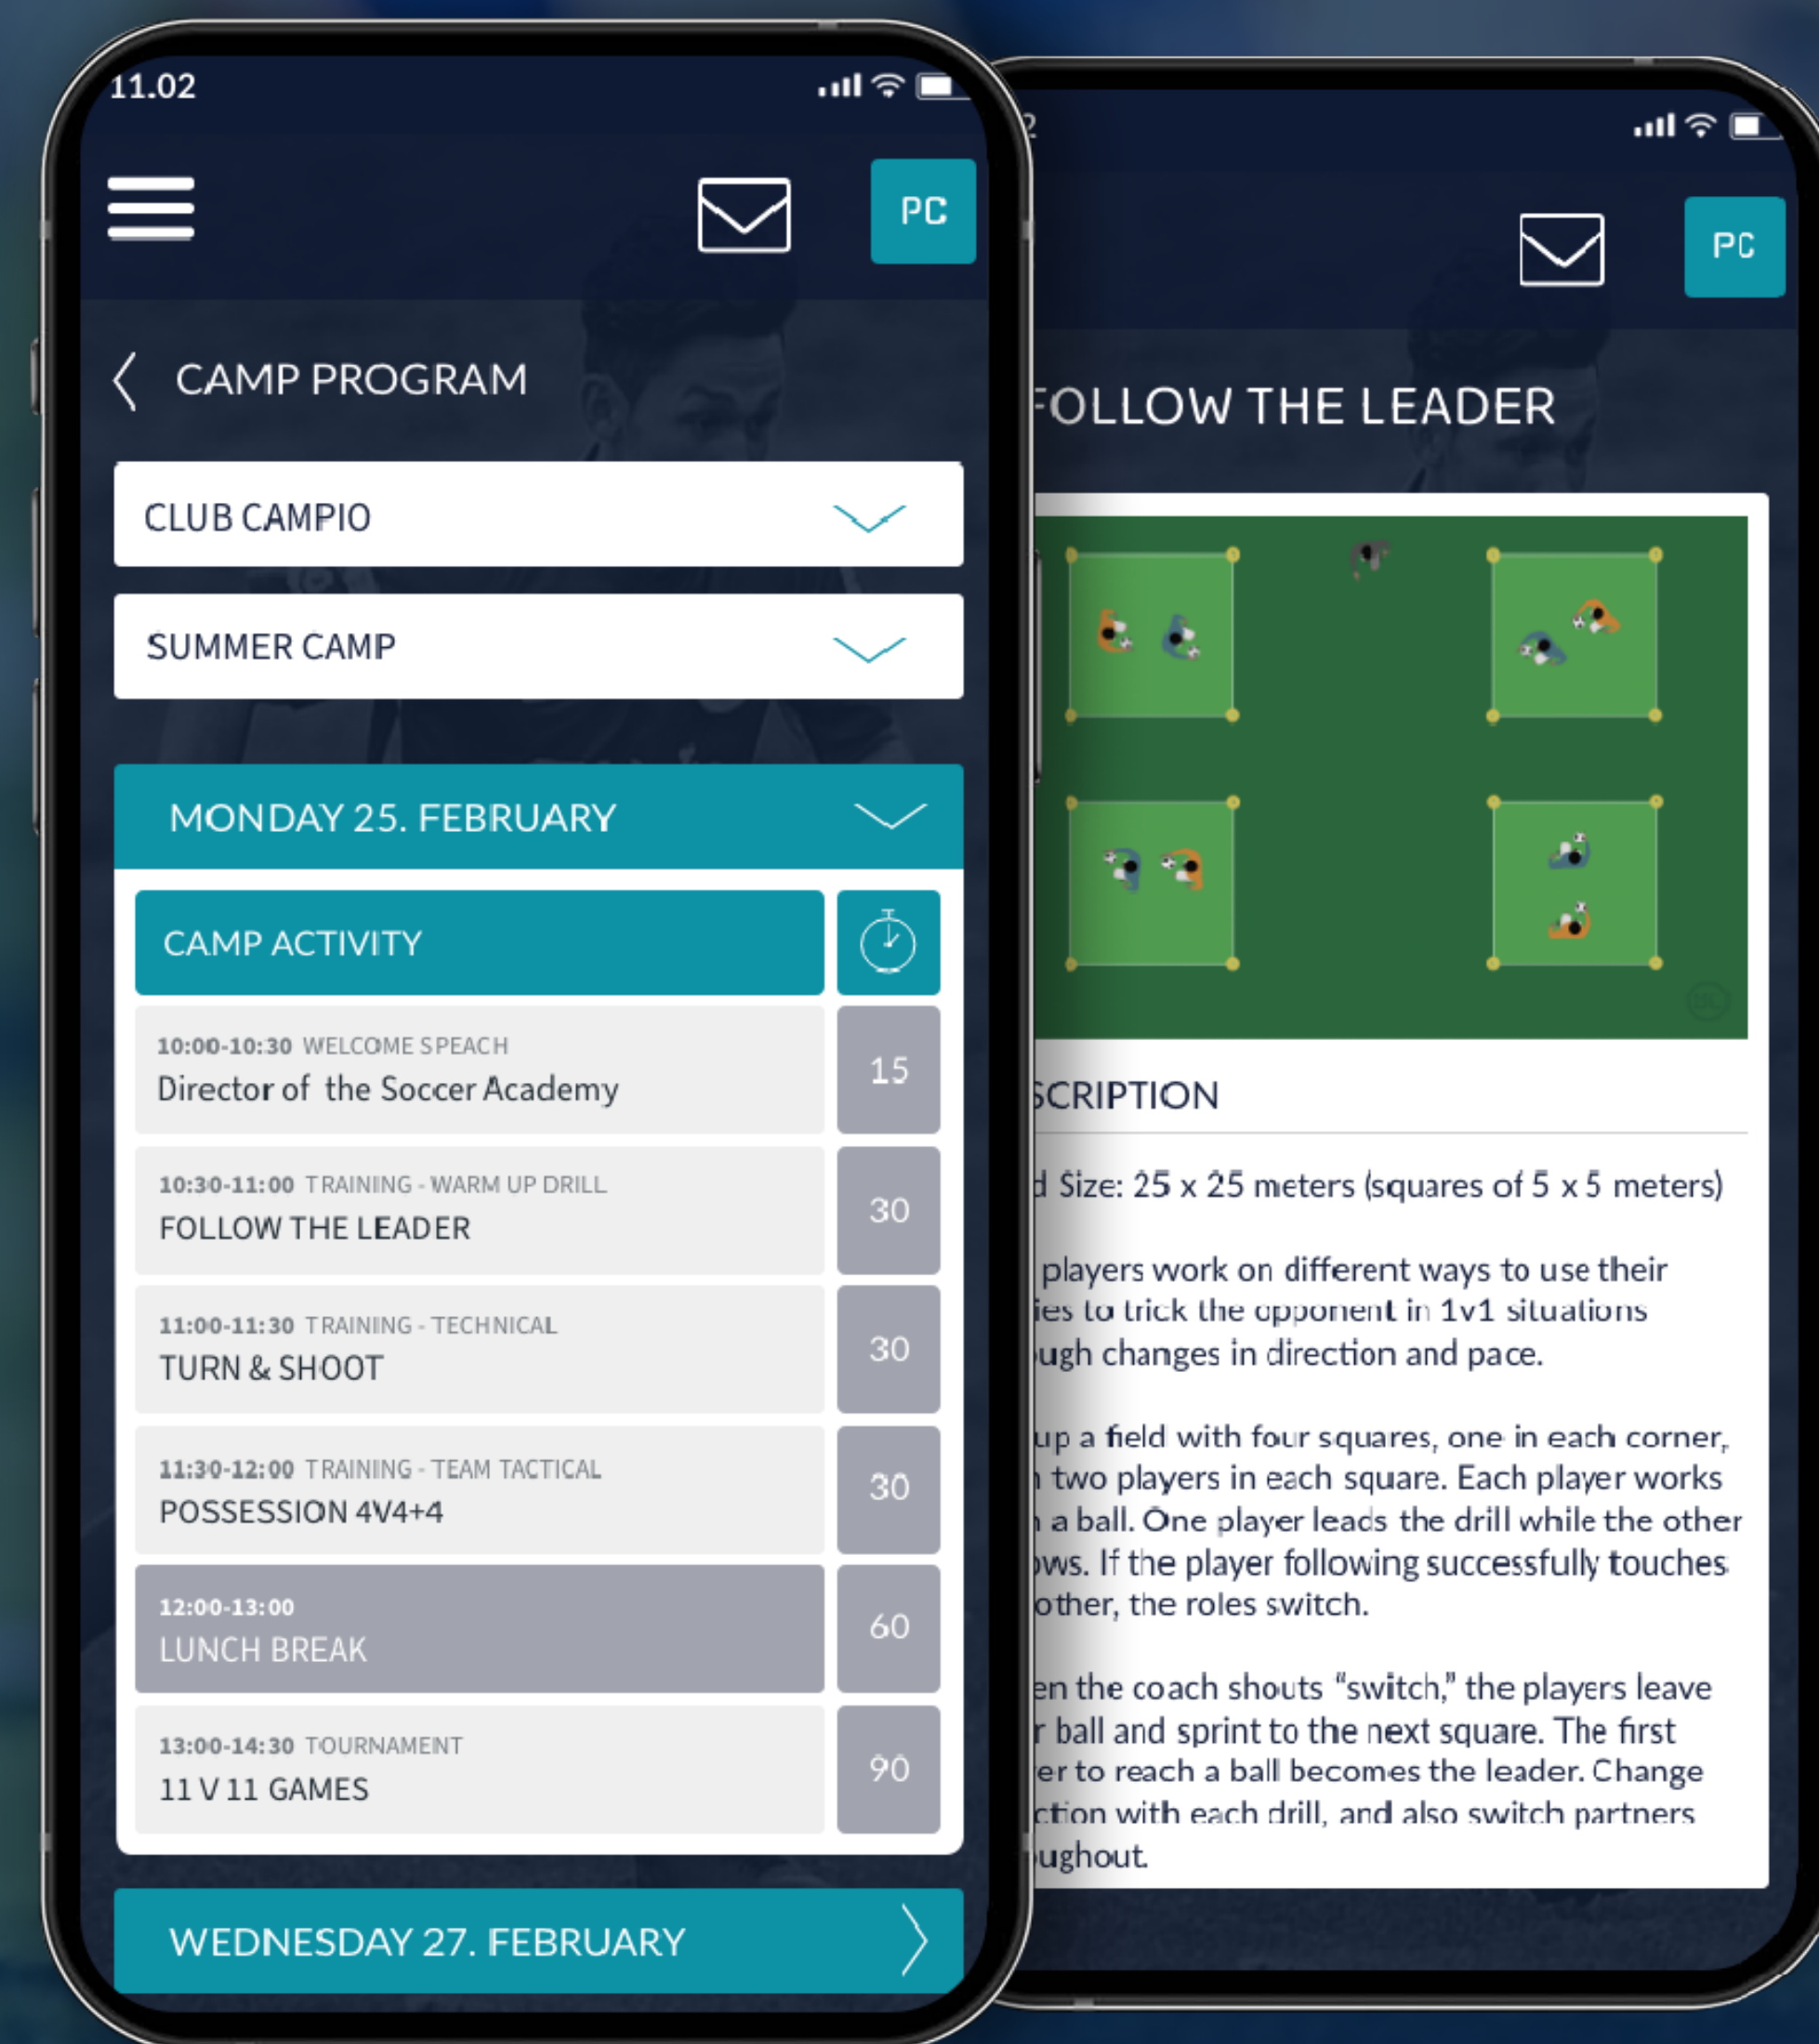 11.02
PC
CAMP PROGRAM
CLUB CAMPIO
SUMMER CAMP
MONDAY 25. FEBRUARY
CAMP ACTIVITY
10:00-10:30 WELCOME SPEACH
Director of the Soccer Academy
15
10:30-11:00 TRAINING - WARM UP DRILL
FOLLOW THE LEADER
30
11:00-11:30 TRAINING - TECHNICAL
TURN & SHOOT
30
11:30-12:00 TRAINING - TEAM TACTICAL
POSSESSION 4V4+4
30
12:00-13:00
LUNCH BREAK
60
13:00-14:30 TOURNAMENT
11 V 11 GAMES
90
WEDNESDAY 27. FEBRUARY
2
PC
FOLLOW THE LEADER
SCRIPTION
d Size: 25 x 25 meters (squares of 5 x 5 meters)
players work on different ways to use their
ies to trick the opponent in 1v1 situations
ugh changes in direction and pace.
up a field with four squares, one in each corner,
two players in each square. Each player works
a ball. One player leads the drill while the other
ows. If the player following successfully touches
other, the roles switch.
en the coach shouts “switch,” the players leave
r ball and sprint to the next square. The first
er to reach a ball becomes the leader. Change
ction with each drill, and also switch partners
ughout.